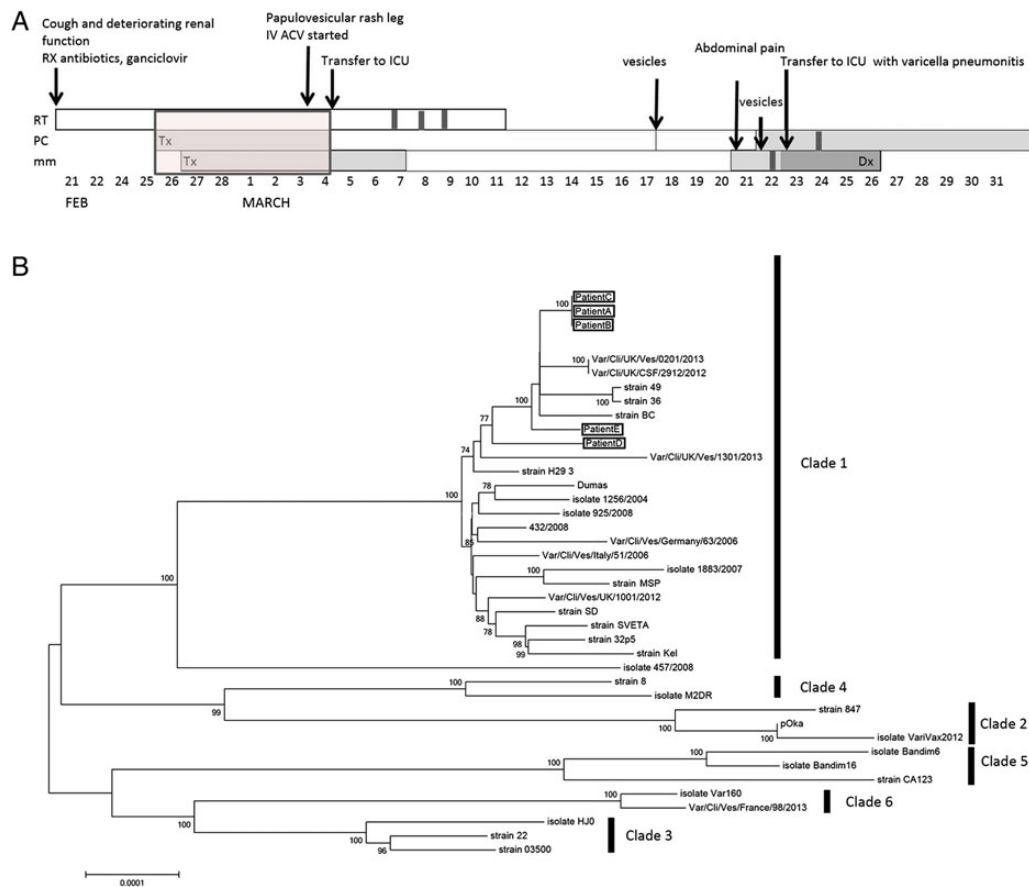 A
Cough and deteriorating renal
function
RX antibiotics, ganciclovir
Papulovesicular rash leg
IV ACV started
Transfer to ICU
vesicles
Abdominal pain
vesicles
Transfer to ICU with varicella pneumonitis
RT
PC
Tx
mm
Tx
Dx
21 22 24 25 26 27 28 1 2 3 4 5 6 7 8 9 10 11 12 13 14 15 16 17 18 19 20 21 22 23 24 25 26 27 28 29 30 31
FEB MARCH
B
100 PatientC
PatientA
PatientB
100 Var/Cli/UK/Ves/0201/2013
Var/Cli/UK/CSF/2912/2012
strain 49
100 strain 36
100
strain BC
77
PatientE
PatientD
74
Var/Cli/UK/Ves/1301/2013
Clade 1
strain H29 3
100
78 Dumas
isolate 1256/2004
isolate 925/2008
432/2008
85
Var/Cli/Ves/Germany/63/2006
Var/Cli/Ves/Italy/51/2006
100 isolate 1883/2007
strain MSP
100
Var/Cli/Ves/UK/1001/2012
88
strain SD
78
strain SVETA
98 strain 32p5
99
strain Kel
isolate 457/2008
100 strain 8
Clade 4
isolate M2DR
99
strain 847
100
pOka
Clade 2
100 isolate VariVax2012
100 isolate Bandim6
100
isolate Bandim16
Clade 5
strain CA123
100 isolate Var160
Clade 6
100
Var/Cli/Ves/France/98/2013
isolate HJ0
100 strain 22
Clade 3
96 strain 03500
0.0001